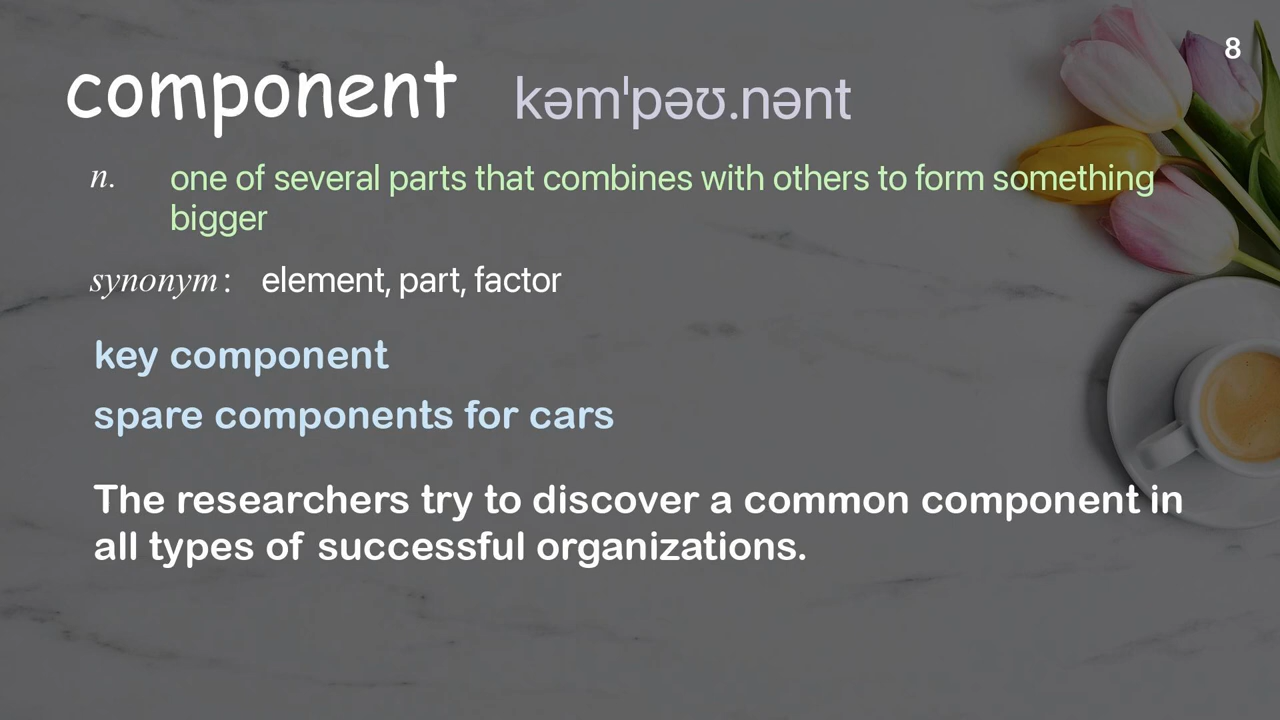 8
component kəmˈpəʊ.nənt
n. one of several parts that combines with others to form something
bigger
synonym: element, part, factor
key component
spare components for cars
The researchers try to discover a common component in
all types of successful organizations.